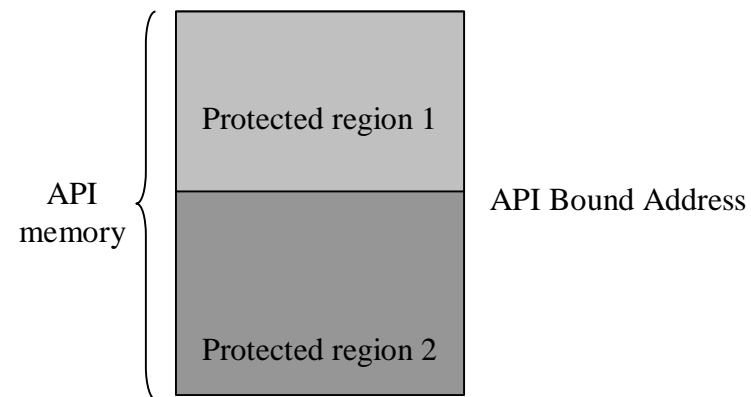 Protected region 1
API
memory
API Bound Address
Protected region 2